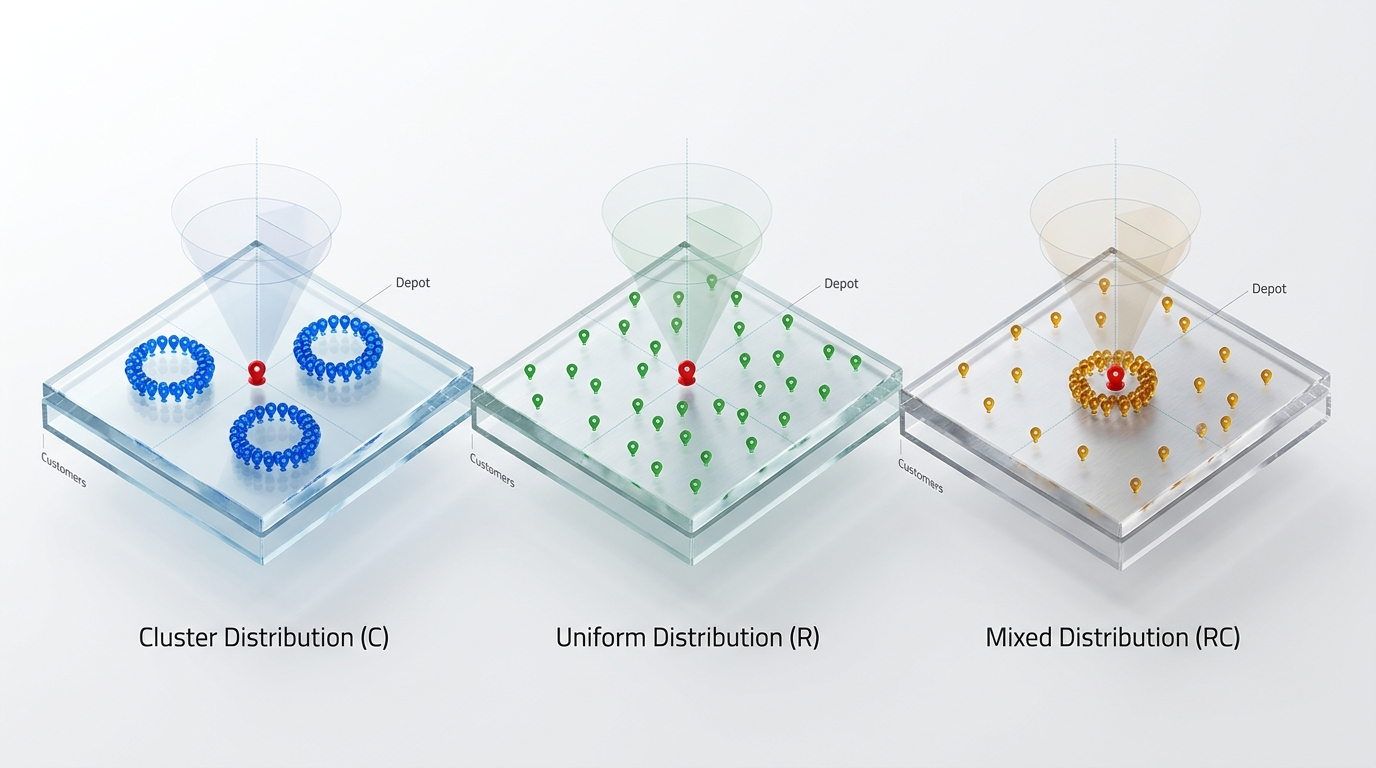 Depot
Customers
Cluster Distribution (C)
Depot
Customers
Uniform Distribution (R)
Depot
Customers
Mixed Distribution (RC)